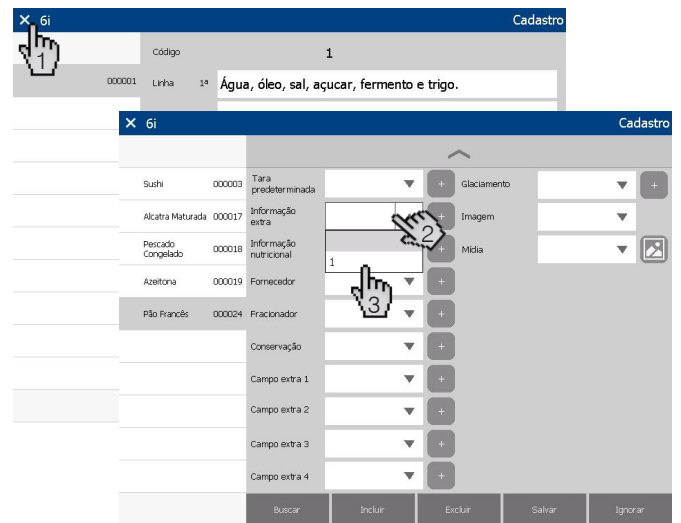 × 6i Cadastro
Código 1
000001 Linha 1ª Água, óleo, sal, açucar, fermento e trigo.
1
× 6i Cadastro
Sushi 000003 Tara predeterminada + Glaciamento +
Alcatra Maturada 000017 Informação extra + Imagem
2
Pescado Congelado 000018 Informação nutricional + Mídia
1
Azeitona 000019 Fornecedor +
3
Pão Francês 000024 Fracionador +
Conservação +
Campo extra 1 +
Campo extra 2 +
Campo extra 3 +
Campo extra 4 +
Buscar Incluir Excluir Salvar Ignorar